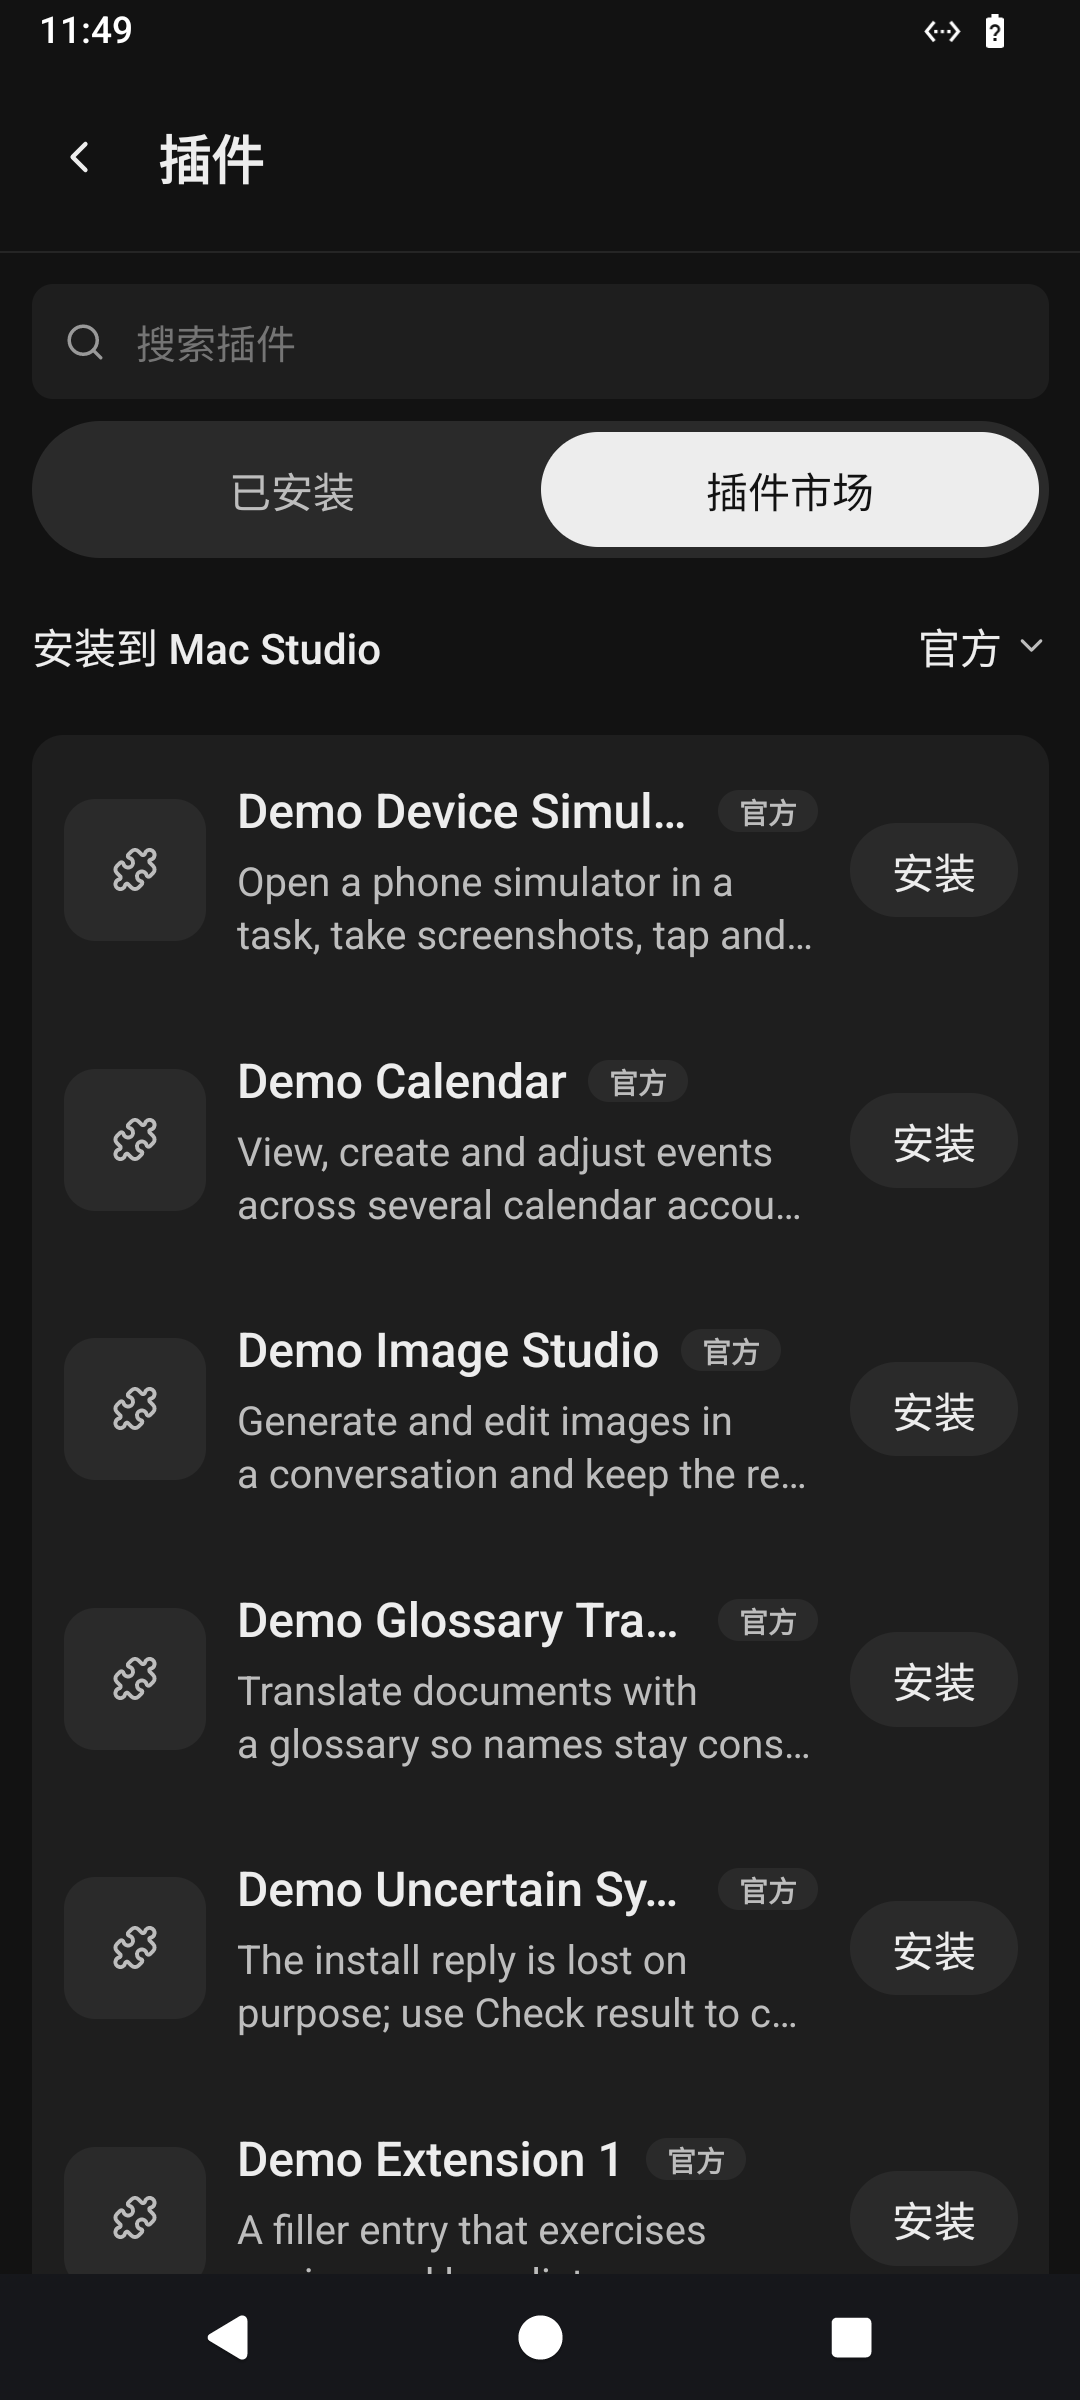 11:49
插件
搜索插件
已安装
插件市场
安装到 Mac Studio
官方
Demo Device Simul...
官方
Open a phone simulator in a
task, take screenshots, tap and...
安装
Demo Calendar
官方
View, create and adjust events
across several calendar accou...
安装
Demo Image Studio
官方
Generate and edit images in
a conversation and keep the re...
安装
Demo Glossary Tra...
官方
Translate documents with
a glossary so names stay cons...
安装
Demo Uncertain Sy...
官方
The install reply is lost on
purpose; use Check result to c...
安装
Demo Extension 1
官方
A filler entry that exercises
安装